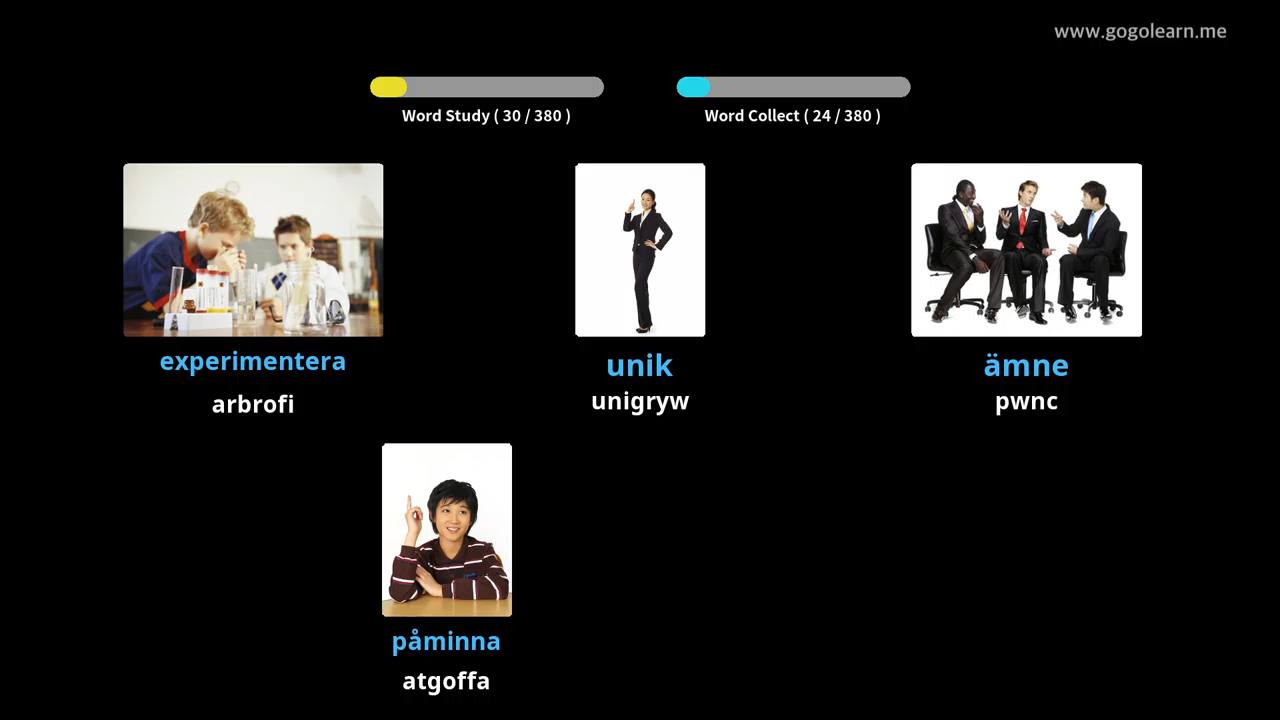 www.gogolearn.me
Word Study ( 30 / 380 )
Word Collect ( 24 / 380 )
experimentera
arbrofi
unik
unigryw
ämne
pwnc
påminna
atgoffa